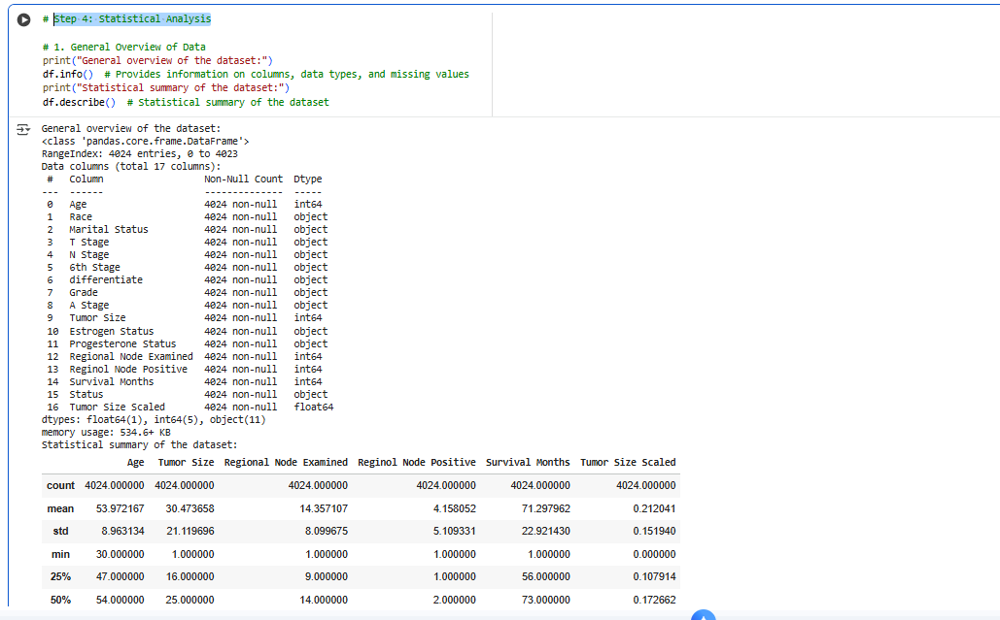 # Step 4: Statistical Analysis
# 1. General Overview of Data
print("General overview of the dataset:")
df.info()  # Provides information on columns, data types, and missing values
print("Statistical summary of the dataset:")
df.describe()  # Statistical summary of the dataset
General overview of the dataset:
<class 'pandas.core.frame.DataFrame'>
RangeIndex: 4024 entries, 0 to 4023
Data columns (total 17 columns):
 #   Column                  Non-Null Count  Dtype
---  ------                  --------------  -----
 0   Age                     4024 non-null   int64
 1   Race                    4024 non-null   object
 2   Marital Status          4024 non-null   object
 3   T Stage                 4024 non-null   object
 4   N Stage                 4024 non-null   object
 5   6th Stage               4024 non-null   object
 6   differentiate           4024 non-null   object
 7   Grade                   4024 non-null   object
 8   A Stage                 4024 non-null   object
 9   Tumor Size              4024 non-null   int64
 10  Estrogen Status         4024 non-null   object
 11  Progesterone Status     4024 non-null   object
 12  Regional Node Examined  4024 non-null   int64
 13  Reginol Node Positive   4024 non-null   int64
 14  Survival Months         4024 non-null   int64
 15  Status                  4024 non-null   object
 16  Tumor Size Scaled       4024 non-null   float64
dtypes: float64(1), int64(5), object(11)
memory usage: 534.6+ KB
Statistical summary of the dataset:
Age Tumor Size Regional Node Examined Reginol Node Positive Survival Months Tumor Size Scaled
count 4024.000000 4024.000000 4024.000000 4024.000000 4024.000000 4024.000000
mean 53.972167 30.473658 14.357107 4.158052 71.297962 0.212041
std 8.963134 21.119696 8.099675 5.109331 22.921430 0.151940
min 30.000000 1.000000 1.000000 1.000000 1.000000 0.000000
25% 47.000000 16.000000 9.000000 1.000000 56.000000 0.107914
50% 54.000000 25.000000 14.000000 2.000000 73.000000 0.172662